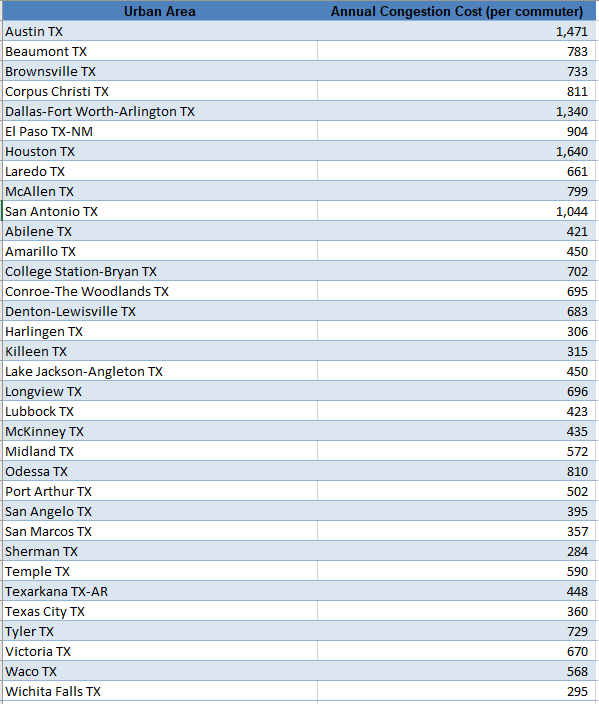 Urban Area Annual Congestion Cost (per commuter)
Austin TX 1,471
Beaumont TX 783
Brownsville TX 733
Corpus Christi TX 811
Dallas-Fort Worth-Arlington TX 1,340
El Paso TX-NM 904
Houston TX 1,640
Laredo TX 661
McAllen TX 799
San Antonio TX 1,044
Abilene TX 421
Amarillo TX 450
College Station-Bryan TX 702
Conroe-The Woodlands TX 695
Denton-Lewisville TX 683
Harlingen TX 306
Killeen TX 315
Lake Jackson-Angleton TX 450
Longview TX 696
Lubbock TX 423
McKinney TX 435
Midland TX 572
Odessa TX 810
Port Arthur TX 502
San Angelo TX 395
San Marcos TX 357
Sherman TX 284
Temple TX 590
Texarkana TX-AR 448
Texas City TX 360
Tyler TX 729
Victoria TX 670
Waco TX 568
Wichita Falls TX 295